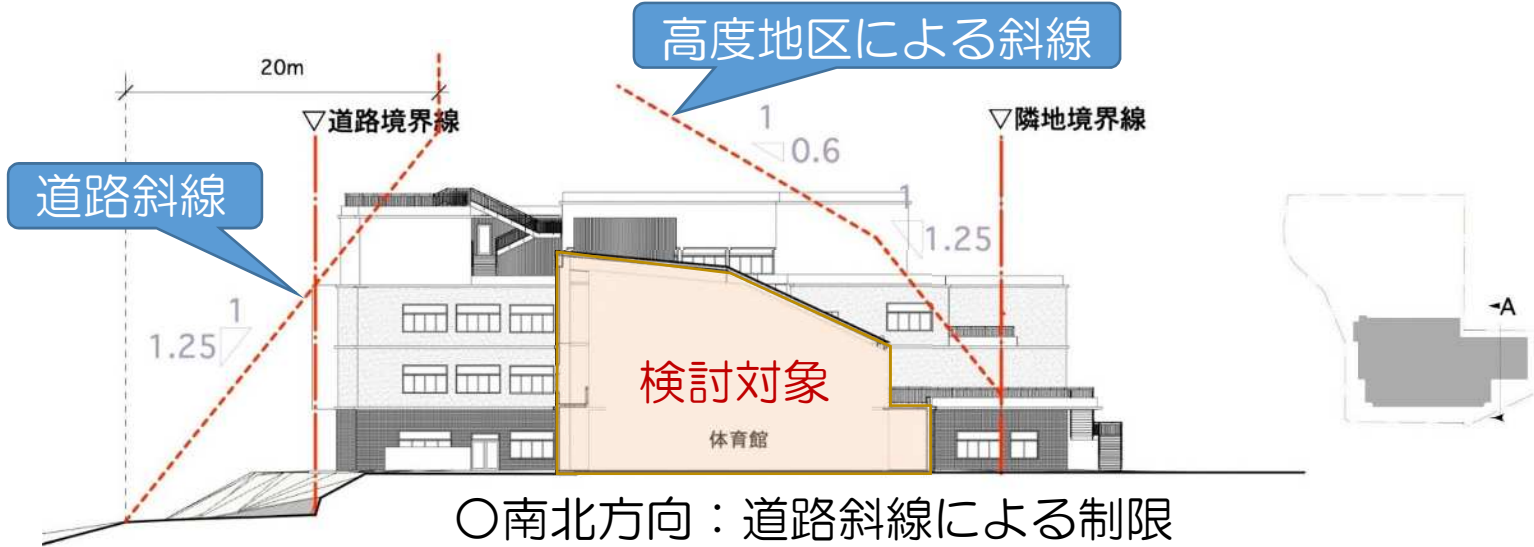 高度地区による斜線
20m
▽道路境界線
1
0.6
▽隣地境界線
道路斜線
1
1.25
1
1.25
A
検討対象
体育館
〇南北方向：道路斜線による制限